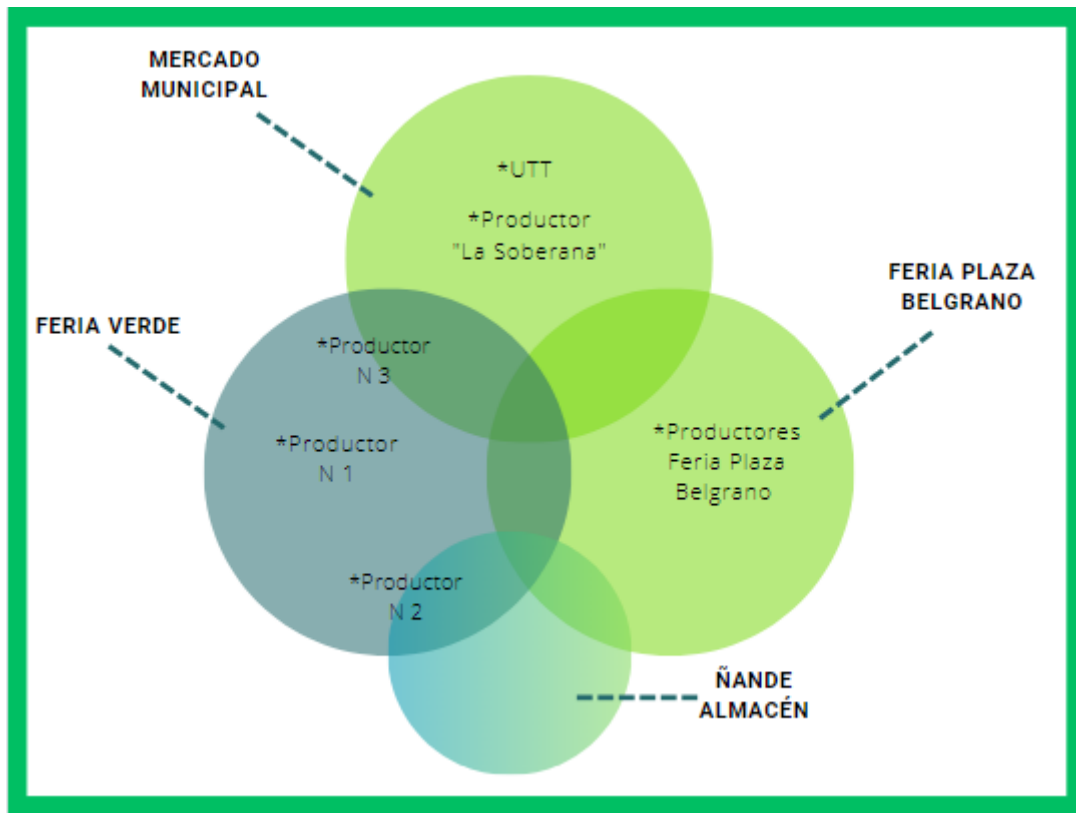 MERCADO
MUNICIPAL
*UTT
*Productor
"La Soberana"
FERIA PLAZA
BELGRANO
FERIA VERDE
*Productor
N 3
*Productor
N 1
*Productores
Feria Plaza
Belgrano
*Productor
N 2
ÑANDE
ALMACÉN